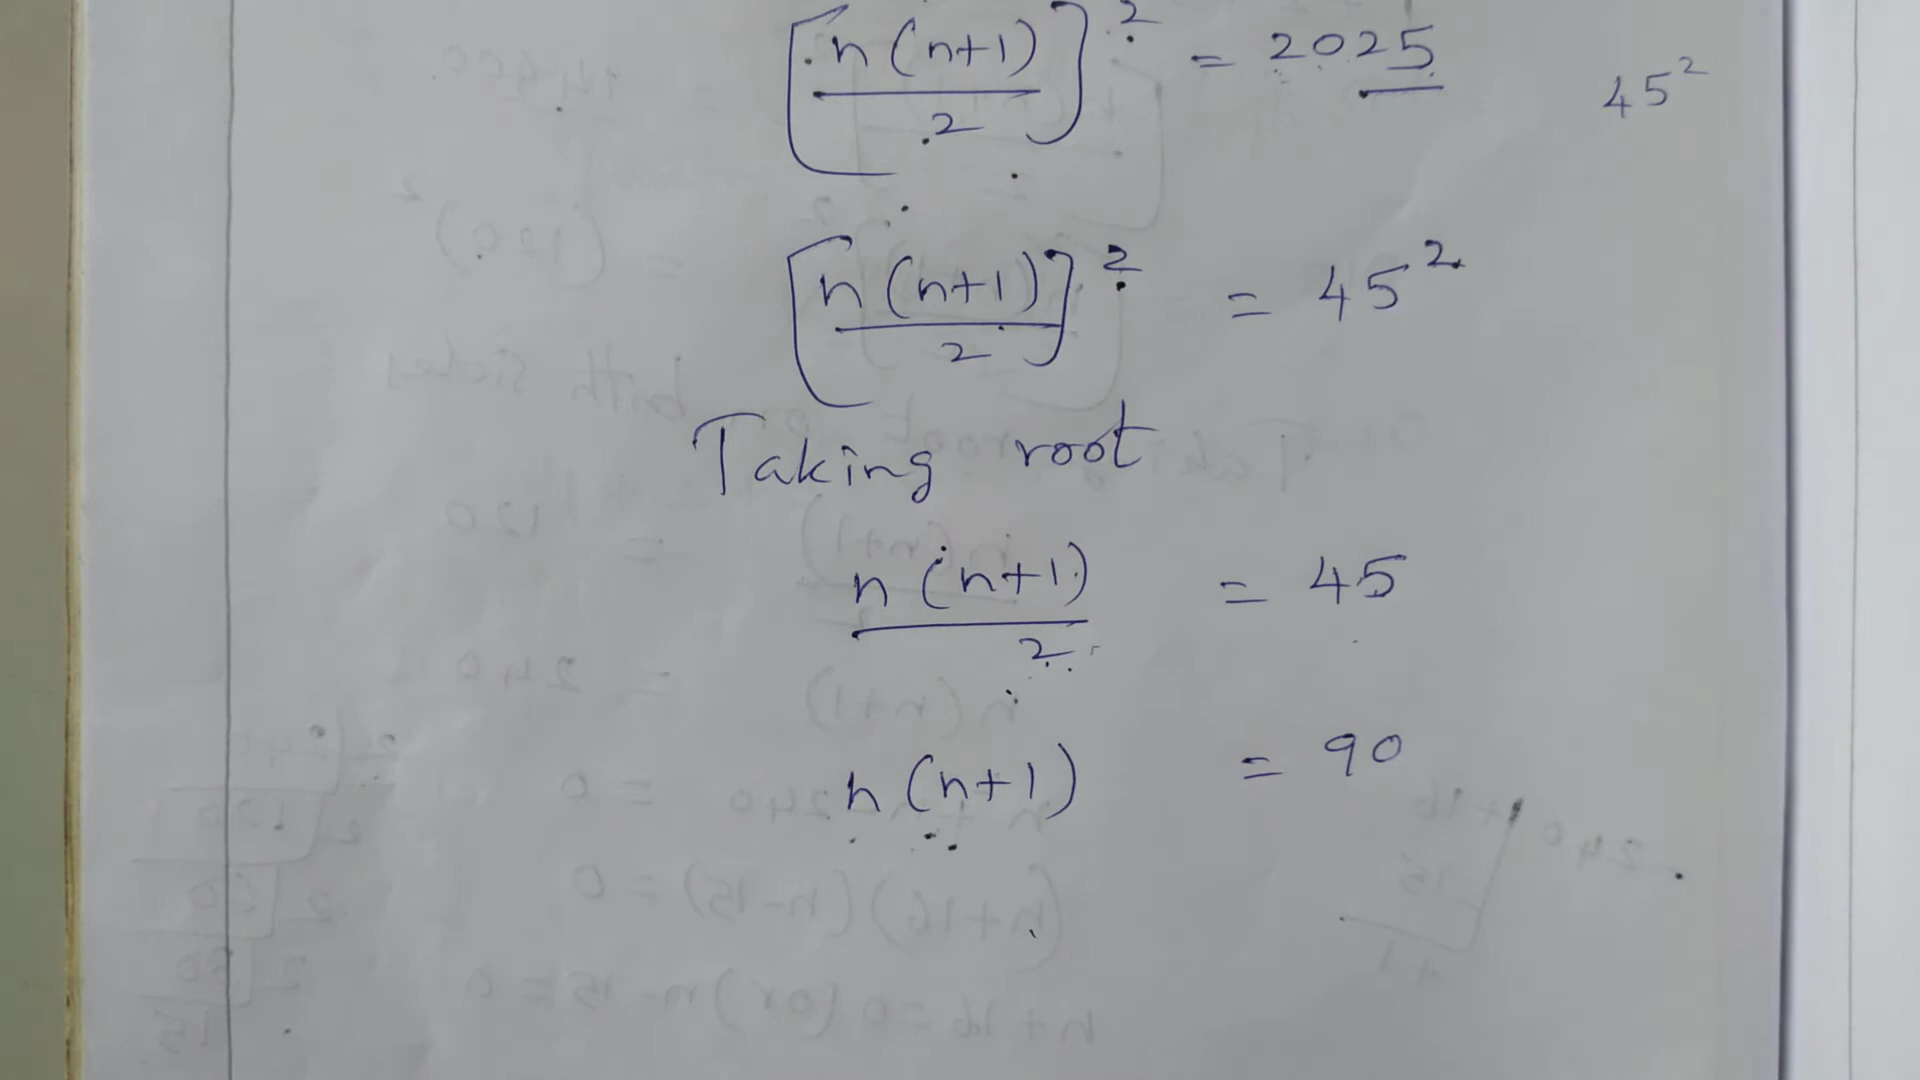 [n(n+1)/2]² = 2025 45²
[n(n+1)/2]² = 45²
Taking root
n(n+1)/2 = 45
n(n+1) = 90